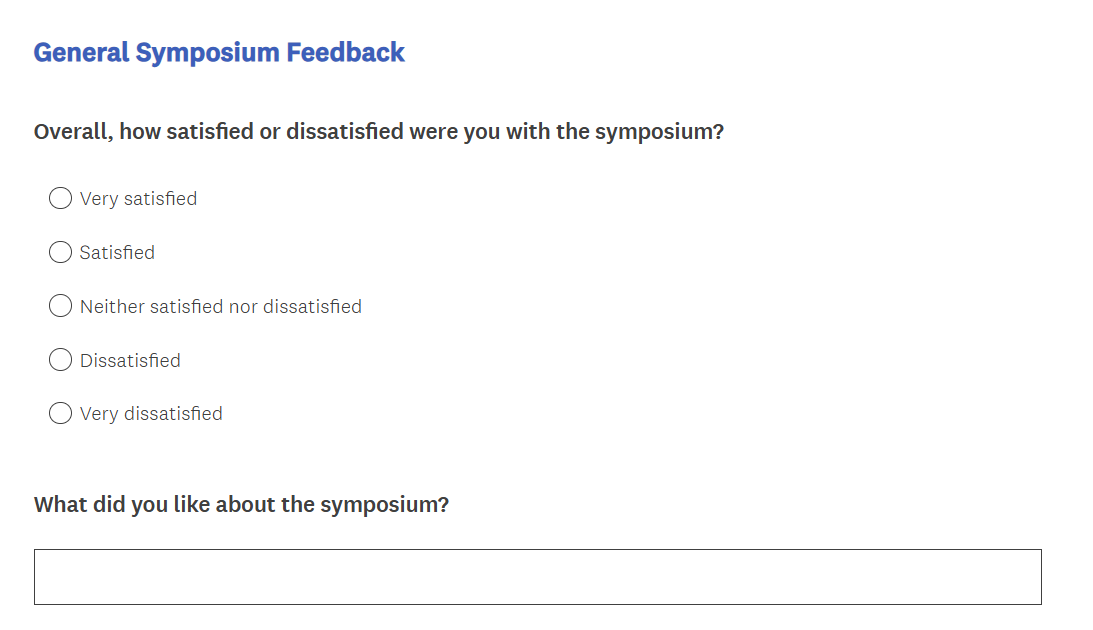 General Symposium Feedback
Overall, how satisfied or dissatisfied were you with the symposium?
Very satisfied
Satisfied
Neither satisfied nor dissatisfied
Dissatisfied
Very dissatisfied
What did you like about the symposium?